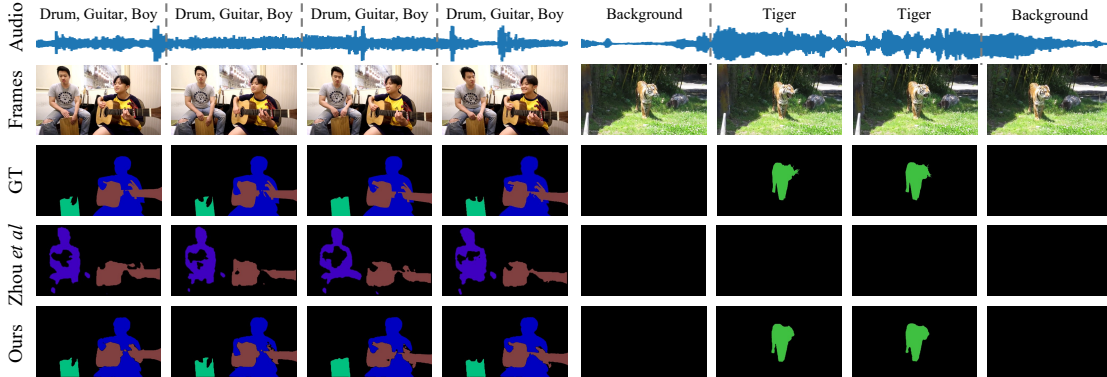 Drum, Guitar, Boy Drum, Guitar, Boy Drum, Guitar, Boy Drum, Guitar, Boy Background Tiger Tiger Background
Audio
Frames
GT
Zhou et al
Ours